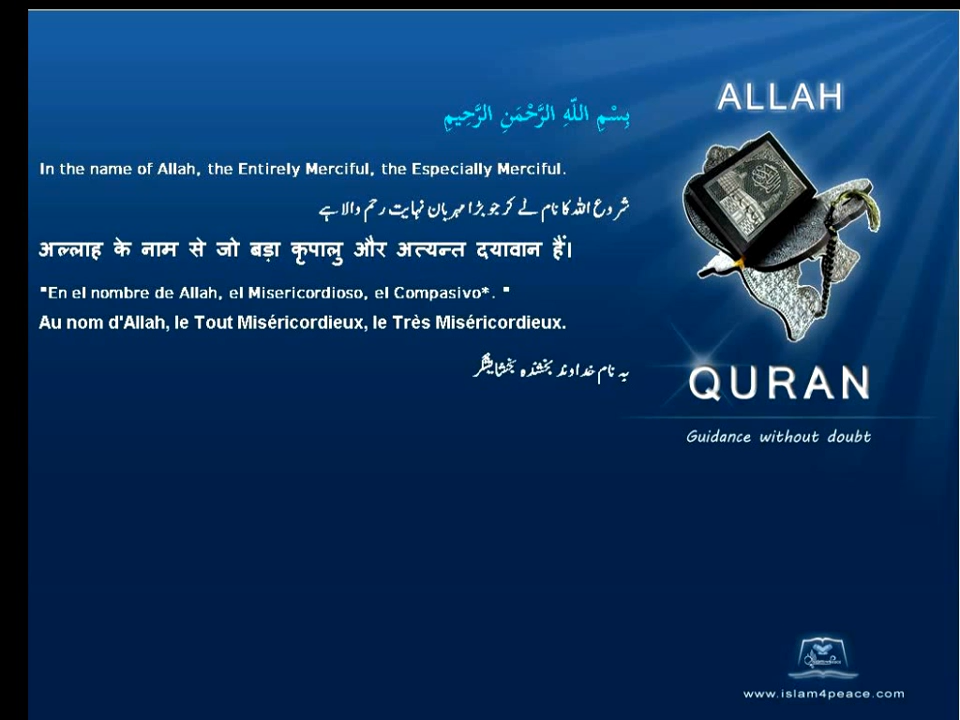 بِسْمِ اللّهِ الرَّحْمَنِ الرَّحِيمِ
In the name of Allah, the Entirely Merciful, the Especially Merciful.
شروع الله کا نام لے کر جو بڑا مہربان نہایت رحم والا ہے
अल्लाह के नाम से जो बड़ा कृपालु और अत्यन्त दयावान हैं।
"En el nombre de Allah, el Misericordioso, el Compasivo*. "
Au nom d'Allah, le Tout Miséricordieux, le Très Miséricordieux.
به نام خداوند بخشنده بخشایشگر
ALLAH
QURAN
Guidance without doubt
www.islam4peace.com